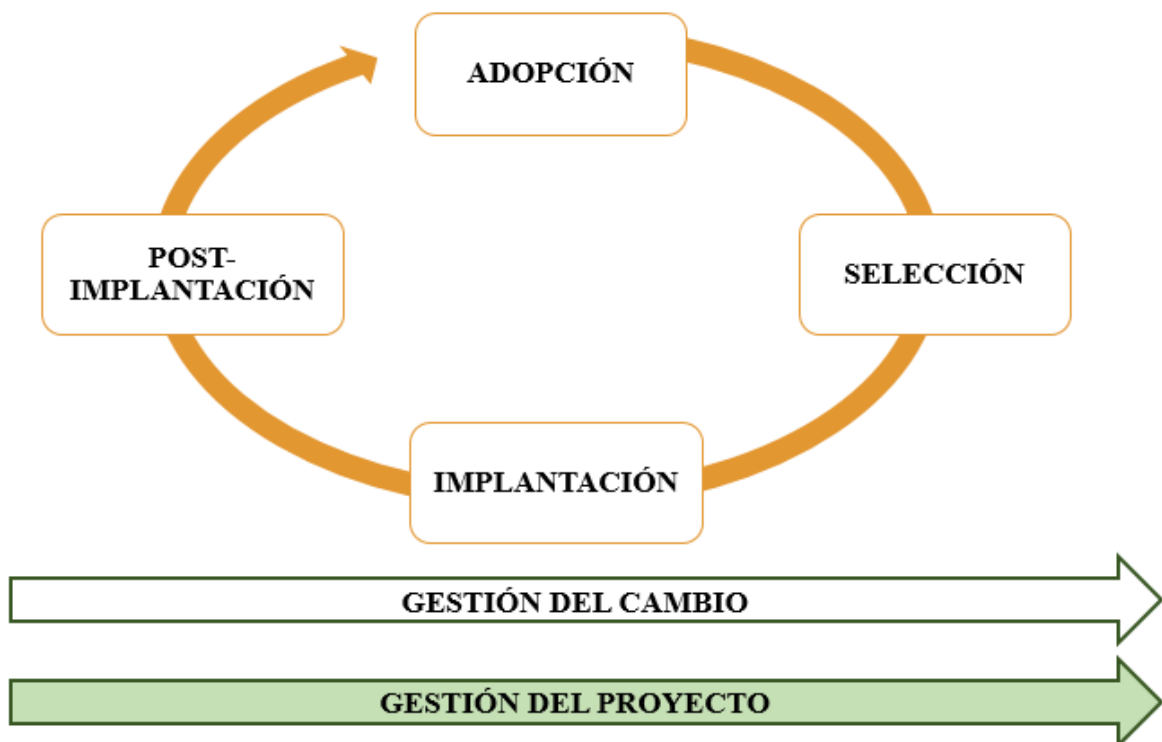 ADOPCIÓN
POST-
IMPLANTACIÓN
SELECCIÓN
IMPLANTACIÓN
GESTIÓN DEL CAMBIO
GESTIÓN DEL PROYECTO